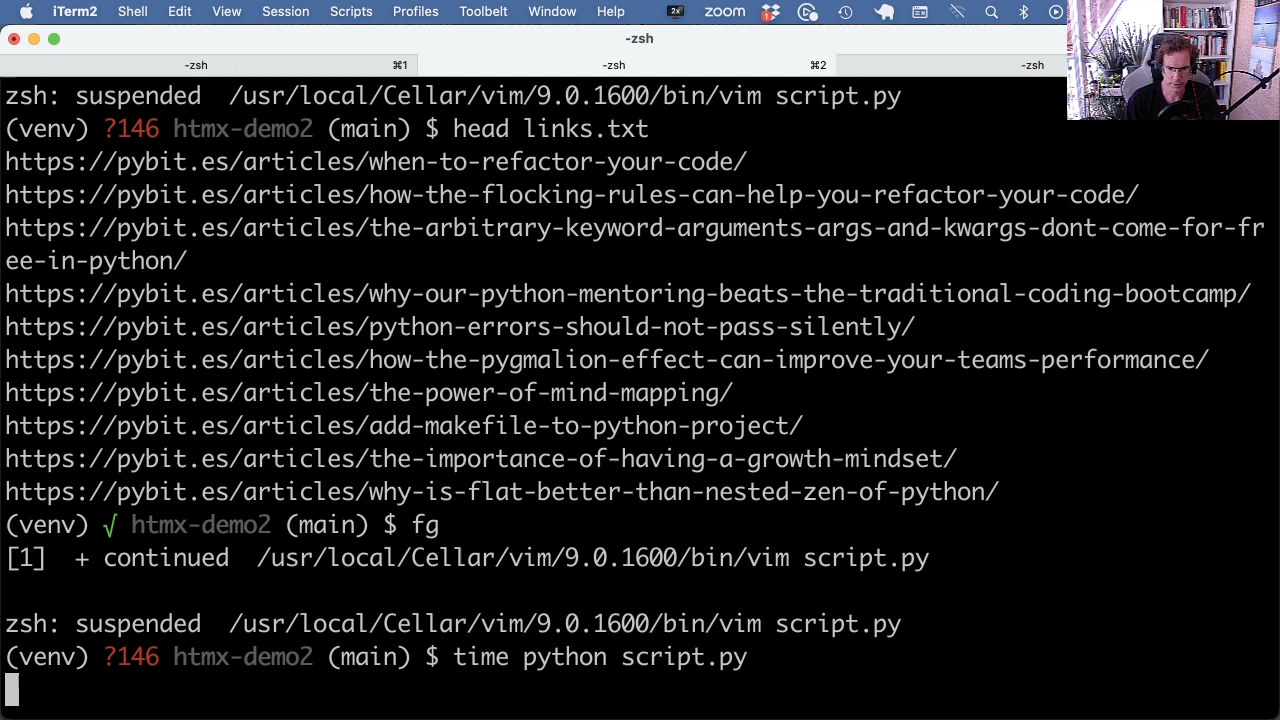 iTerm2 Shell Edit View Session Scripts Profiles Toolbelt Window Help 2x zoom 1
-zsh
-zsh ⌘1 -zsh ⌘2 -zsh
zsh: suspended  /usr/local/Cellar/vim/9.0.1600/bin/vim script.py
(venv) ?146 htmx-demo2 (main) $ head links.txt
https://pybit.es/articles/when-to-refactor-your-code/
https://pybit.es/articles/how-the-flocking-rules-can-help-you-refactor-your-code/
https://pybit.es/articles/the-arbitrary-keyword-arguments-args-and-kwargs-dont-come-for-fr
ee-in-python/
https://pybit.es/articles/why-our-python-mentoring-beats-the-traditional-coding-bootcamp/
https://pybit.es/articles/python-errors-should-not-pass-silently/
https://pybit.es/articles/how-the-pygmalion-effect-can-improve-your-teams-performance/
https://pybit.es/articles/the-power-of-mind-mapping/
https://pybit.es/articles/add-makefile-to-python-project/
https://pybit.es/articles/the-importance-of-having-a-growth-mindset/
https://pybit.es/articles/why-is-flat-better-than-nested-zen-of-python/
(venv) √ htmx-demo2 (main) $ fg
[1]  + continued  /usr/local/Cellar/vim/9.0.1600/bin/vim script.py
zsh: suspended  /usr/local/Cellar/vim/9.0.1600/bin/vim script.py
(venv) ?146 htmx-demo2 (main) $ time python script.py